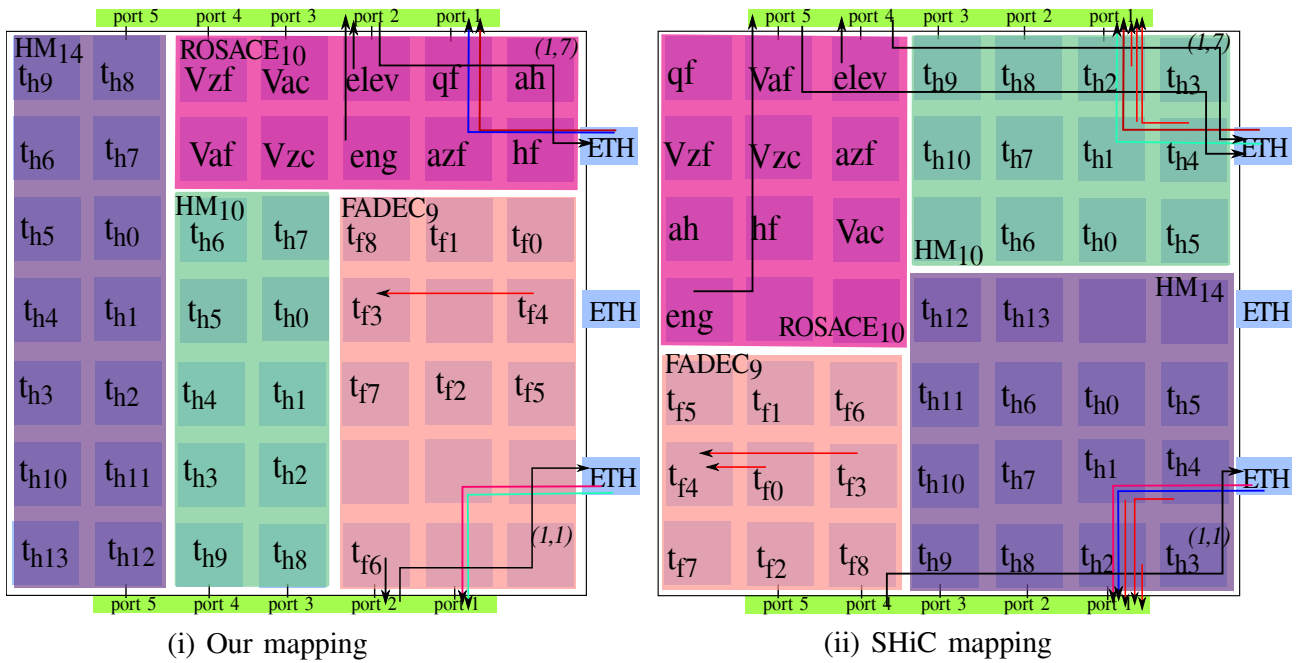 port 5 port 4 port 3 port 2 port 1
HM14 ROSACE10 (1,7)
th9 th8 Vzf Vac elev qf ah
ETH
th6 th7 Vaf Vzc eng azf hf
HM10 FADEC9
th5 th0 th6 th7 tf8 tf1 tf0
ETH
th4 th1 th5 th0 tf3 tf4
th3 th2 th4 th1 tf7 tf2 tf5
ETH
th10 th11 th3 th2
(1,1)
th13 th12 th9 th8 tf6
port 5 port 4 port 3 port 2 port 1
(i) Our mapping
port 5 port 4 port 3 port 2 port 1
(1,7)
qf Vaf elev th9 th8 th2 th3
ETH
Vzf Vzc azf th10 th7 th1 th4
ah hf Vac th6 th0 th5
HM10
HM14
ETH
eng th12 th13
ROSACE10
FADEC9
tf5 tf1 tf6 th11 th6 th0 th5
ETH
tf4 tf0 tf3 th10 th7 th1 th4
(1,1)
tf7 tf2 tf8 th9 th8 th2 th3
port 5 port 4 port 3 port 2 port 1
(ii) SHiC mapping